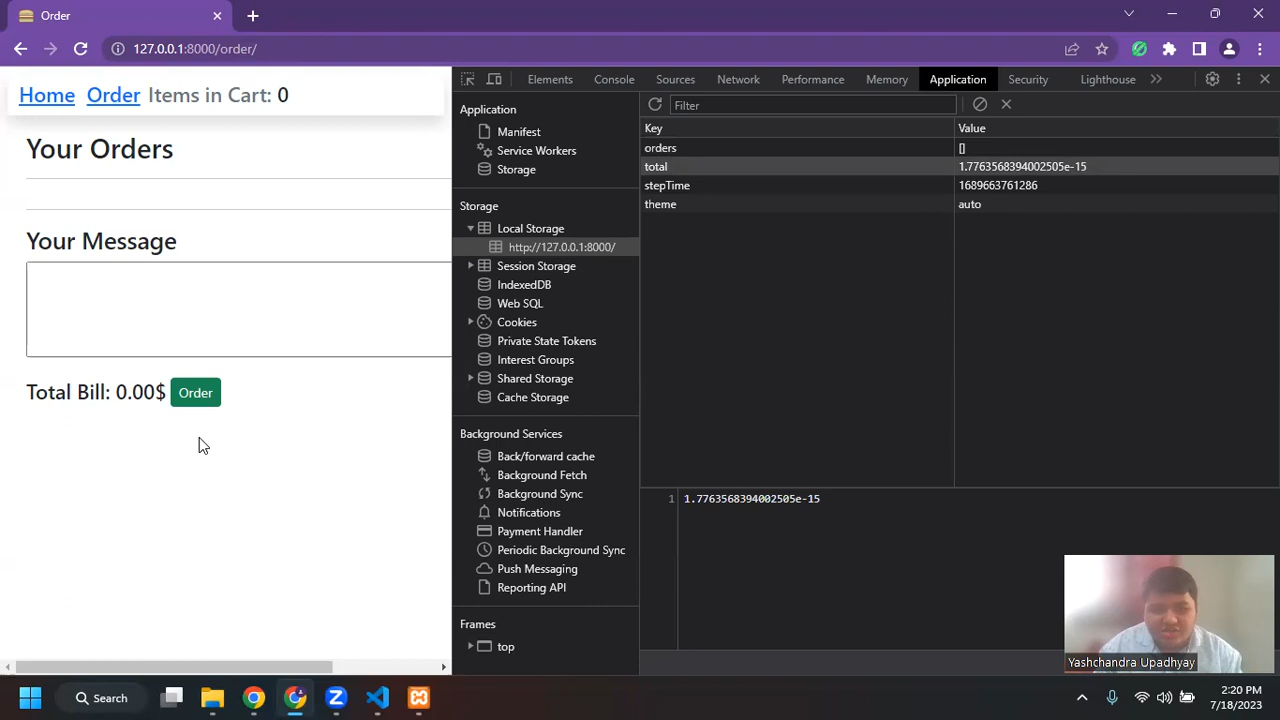 Order
127.0.0.1:8000/order/
Home Order Items in Cart: 0
Your Orders
Your Message
Total Bill: 0.00$ Order
Elements Console Sources Network Performance Memory Application Security Lighthouse
Application
Manifest
Service Workers
Storage
Storage
Local Storage
http://127.0.0.1:8000/
Session Storage
IndexedDB
Web SQL
Cookies
Private State Tokens
Interest Groups
Shared Storage
Cache Storage
Background Services
Back/forward cache
Background Fetch
Background Sync
Notifications
Payment Handler
Periodic Background Sync
Push Messaging
Reporting API
Frames
top
Filter
Key Value
orders []
total 1.7763568394002505e-15
stepTime 1689663761286
theme auto
1 1.7763568394002505e-15
Yashchandra Upadhyay
Search
2:20 PM
7/18/2023